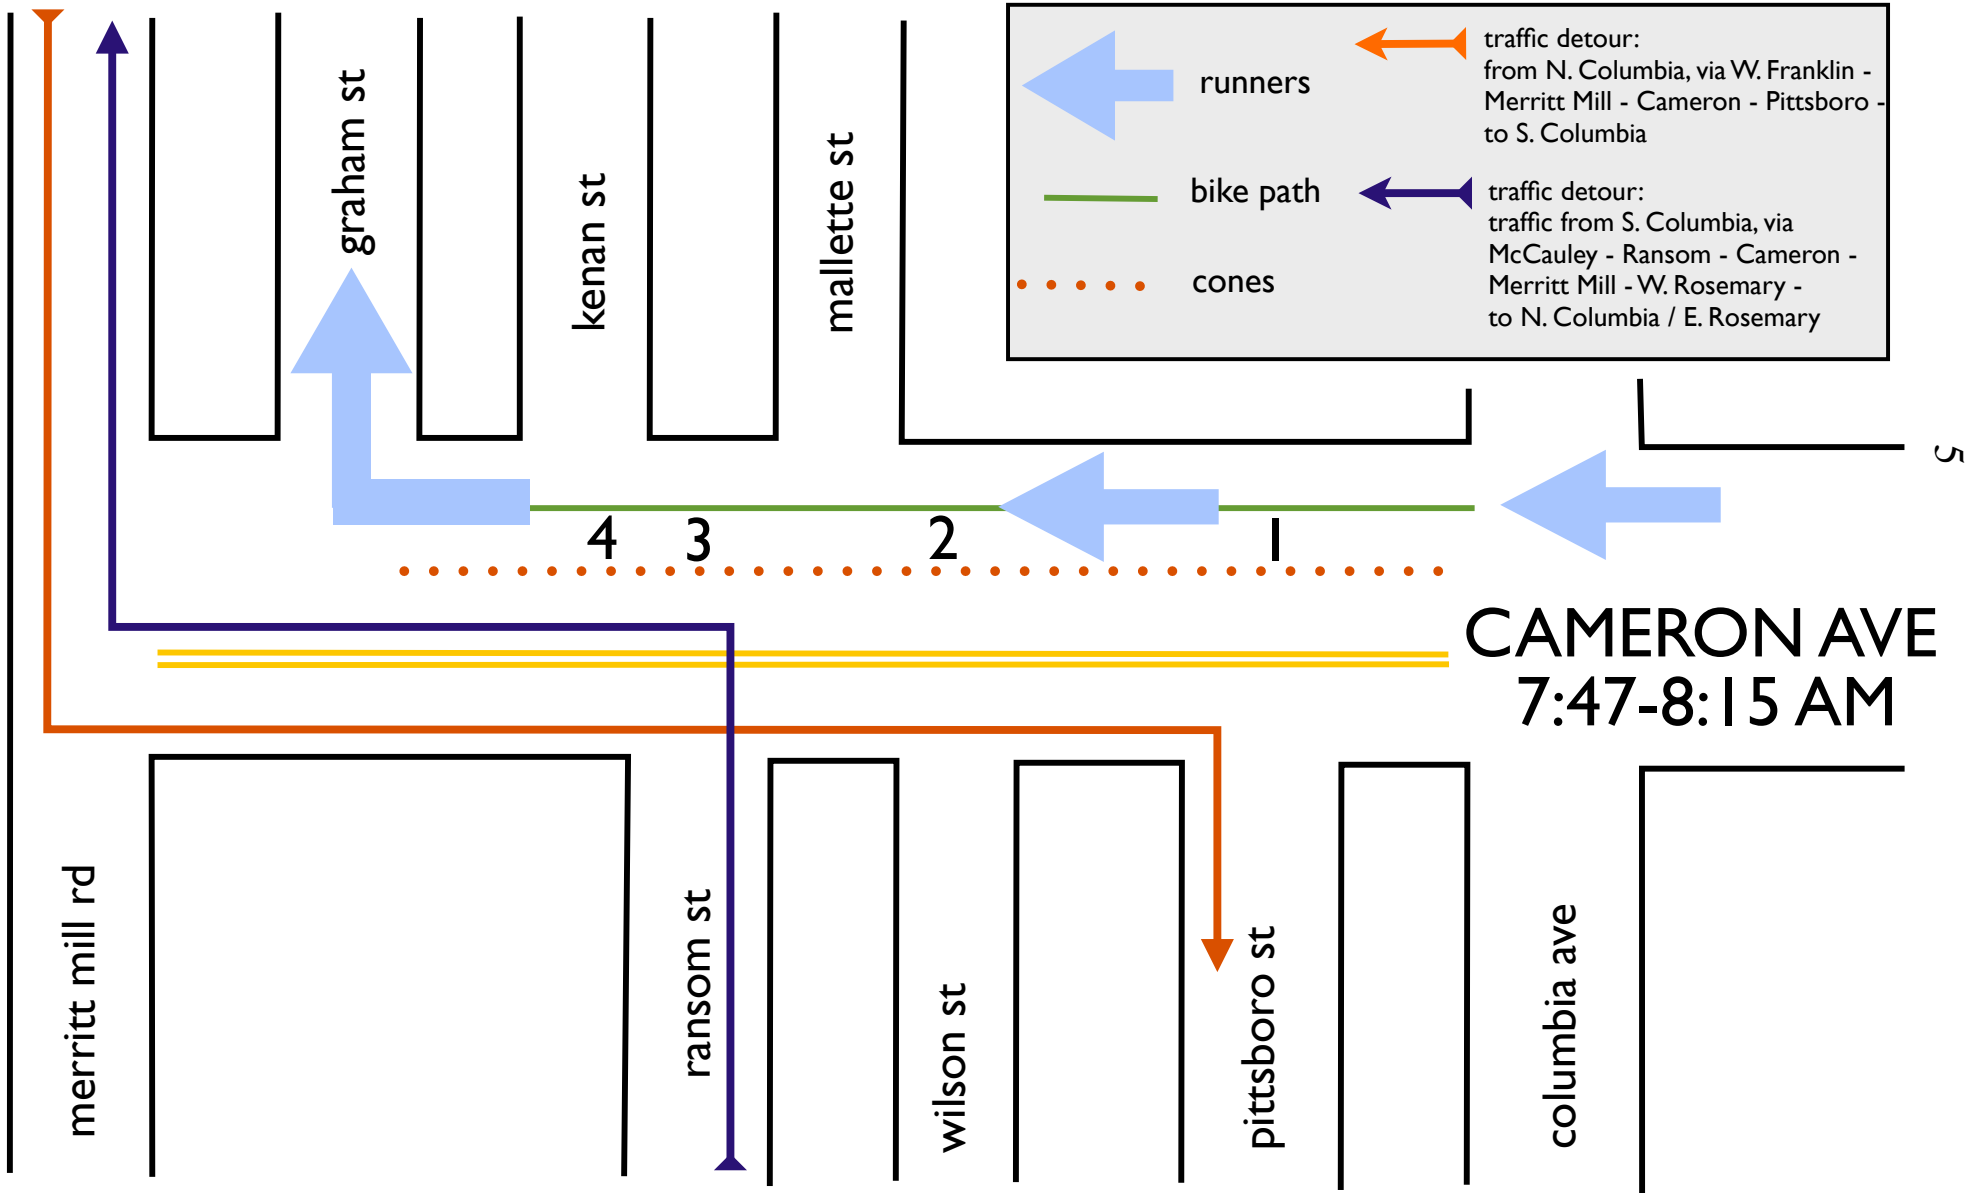 graham st
kenan st
mallette st
runners
bike path
cones
traffic detour:
from N. Columbia, via W. Franklin -
Merritt Mill - Cameron - Pittsboro -
to S. Columbia
traffic detour:
traffic from S. Columbia, via
McCauley - Ransom - Cameron -
Merritt Mill - W. Rosemary -
to N. Columbia / E. Rosemary
5
4 3 2 1
CAMERON AVE
7:47-8:15 AM
merritt mill rd
ransom st
wilson st
pittsboro st
columbia ave